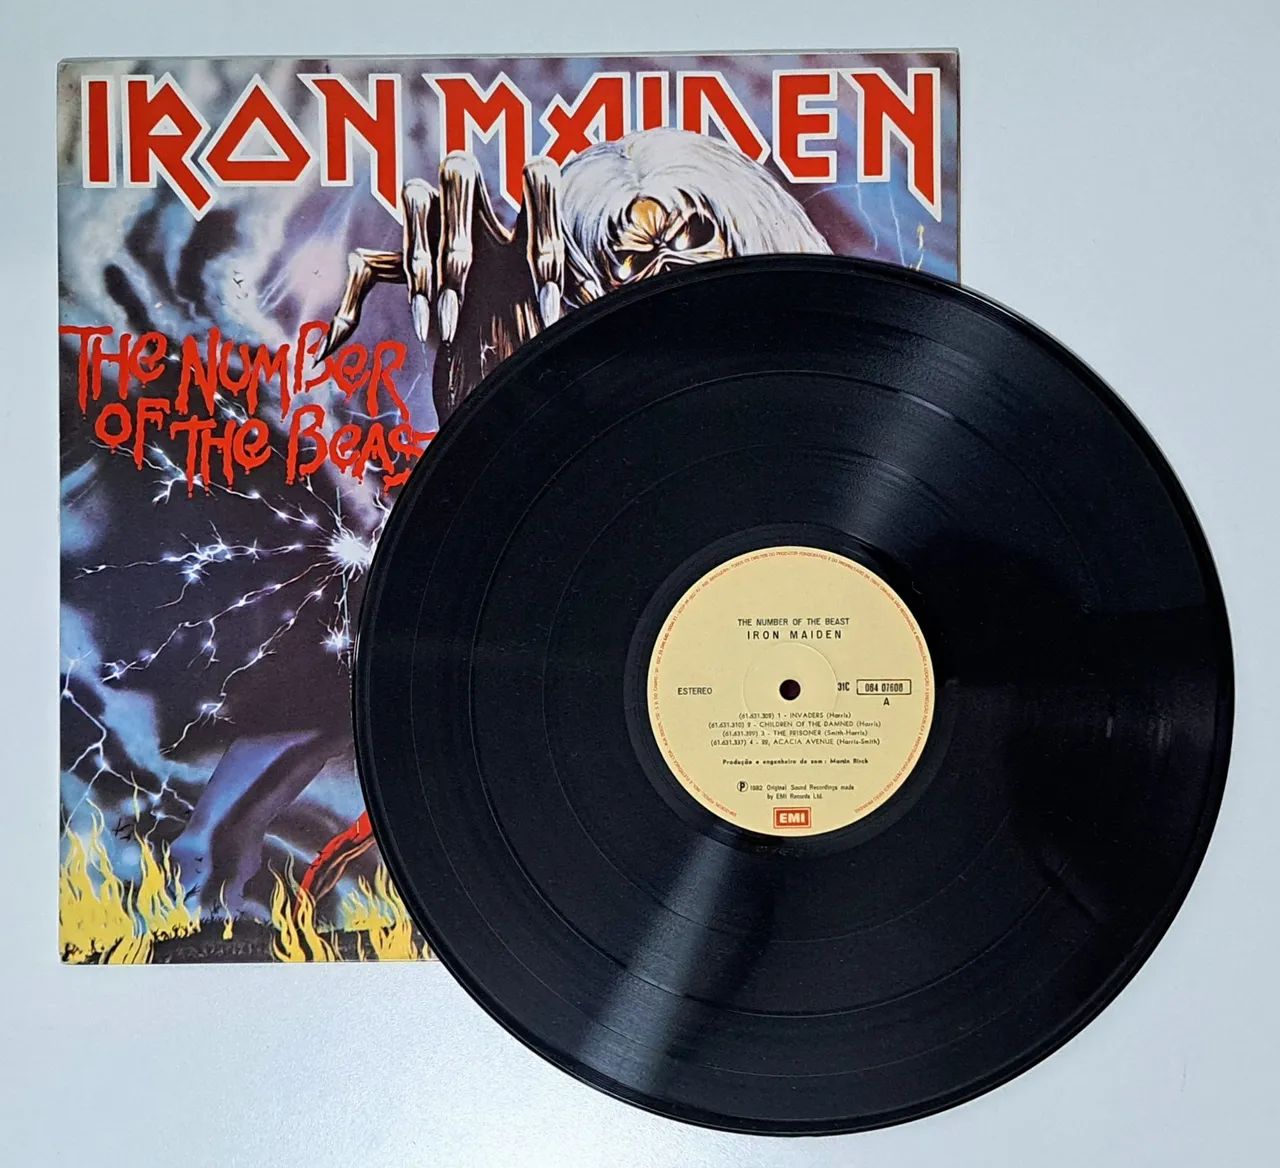 IRON MAIDEN
THE NUMBER
OF THE BEAST
THE NUMBER OF THE BEAST
IRON MAIDEN
ESTEREO
31C 064 07608
A
(61.631.309) 1 - INVADERS (Harris)
(61.631.310) 2 - CHILDREN OF THE DAMNED (Harris)
(61.631.329) 3 - THE PRISONER (Smith-Harris)
(61.631.337) 4 - 22, ACACIA AVENUE (Harris-Smith)
Produção e engenheiro de som : Martin Birch
Ⓟ 1982 Original Sound Recordings made
by EMI Records Ltd.
EMI